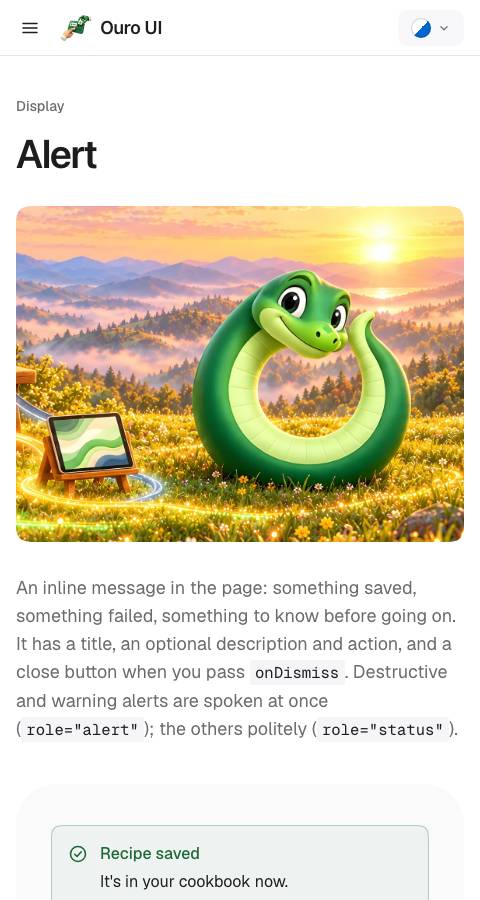 Ouro UI
Display
Alert
An inline message in the page: something saved,
something failed, something to know before going on.
It has a title, an optional description and action, and a
close button when you pass onDismiss. Destructive
and warning alerts are spoken at once
(role="alert"); the others politely (role="status").
Recipe saved
It's in your cookbook now.